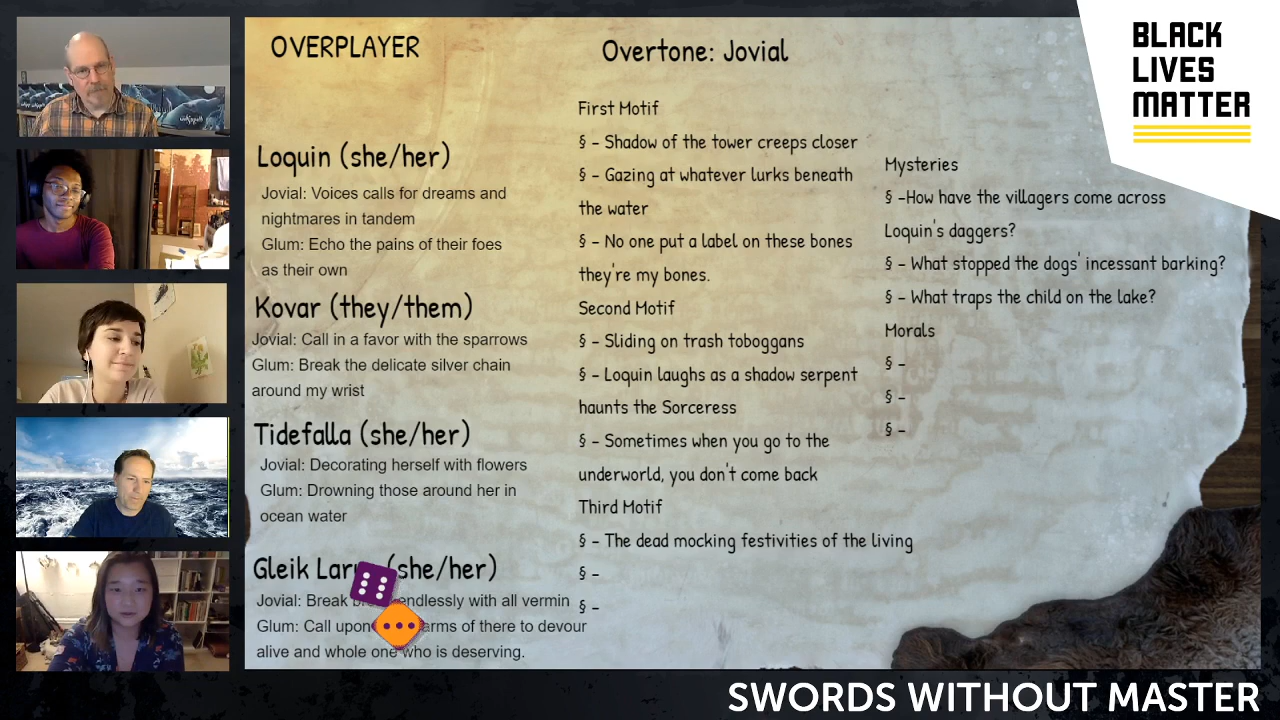 OVERPLAYER
Loquin (she/her)
Jovial: Voices calls for dreams and
nightmares in tandem
Glum: Echo the pains of their foes
as their own
Kovar (they/them)
Jovial: Call in a favor with the sparrows
Glum: Break the delicate silver chain
around my wrist
Tidefalla (she/her)
Jovial: Decorating herself with flowers
Glum: Drowning those around her in
ocean water
Gleik (she/her)
Jovial: Break endlessly with all vermin
Glum: Call upon of there to devour
alive and whole one who is deserving.
Overtone: Jovial
First Motif
§ - Shadow of the tower creeps closer
§ - Gazing at whatever lurks beneath
the water
§ - No one put a label on these bones
they're my bones.
Second Motif
§ - Sliding on trash toboggans
§ - Loquin laughs as a shadow serpent
haunts the Sorceress
§ - Sometimes when you go to the
underworld, you don't come back
Third Motif
§ - The dead mocking festivities of the living
§ -
§ -
Mysteries
§ -How have the villagers come across
Loquin's daggers?
§ - What stopped the dogs' incessant barking?
§ - What traps the child on the lake?
Morals
§ -
§ -
§ -
BLACK
LIVES
MATTER
SWORDS WITHOUT MASTER